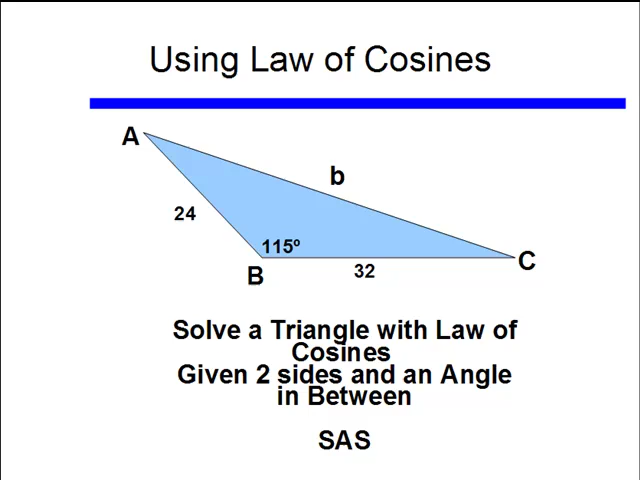 Using Law of Cosines
A
b
24
115º
B
32
C
Solve a Triangle with Law of
Cosines
Given 2 sides and an Angle
in Between
SAS